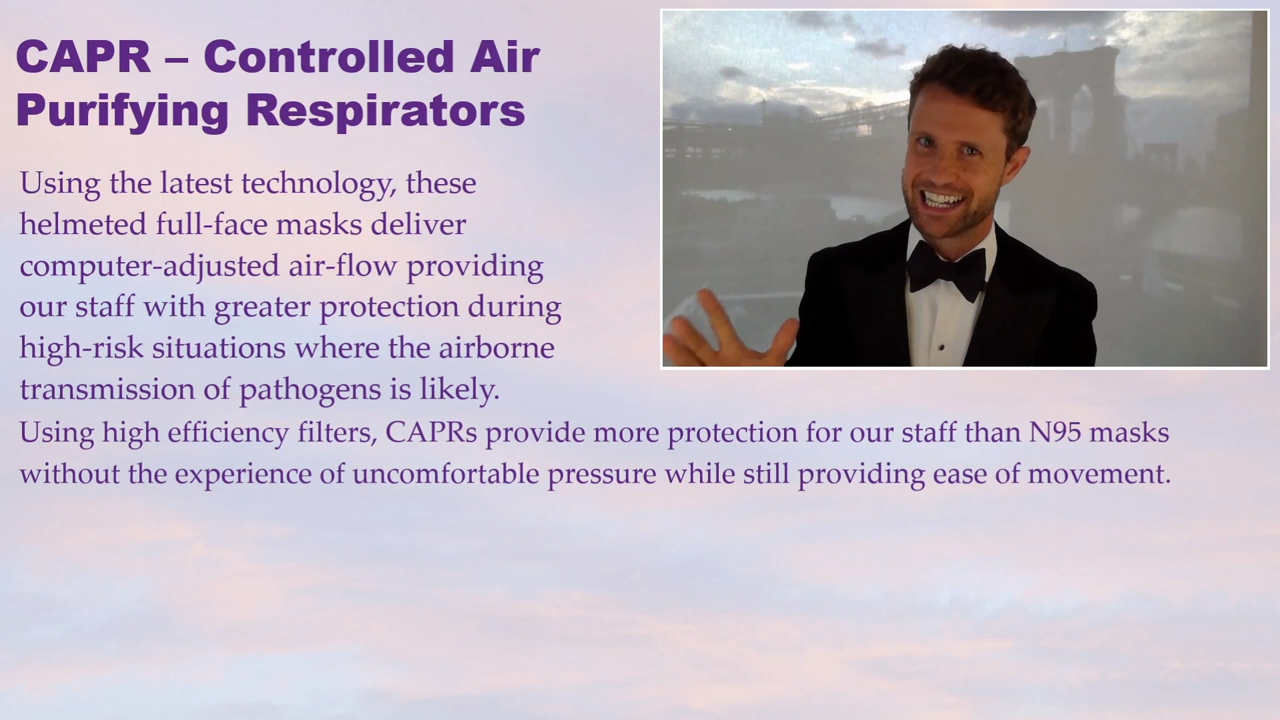 CAPR – Controlled Air
Purifying Respirators
Using the latest technology, these
helmeted full-face masks deliver
computer-adjusted air-flow providing
our staff with greater protection during
high-risk situations where the airborne
transmission of pathogens is likely.
Using high efficiency filters, CAPRs provide more protection for our staff than N95 masks
without the experience of uncomfortable pressure while still providing ease of movement.